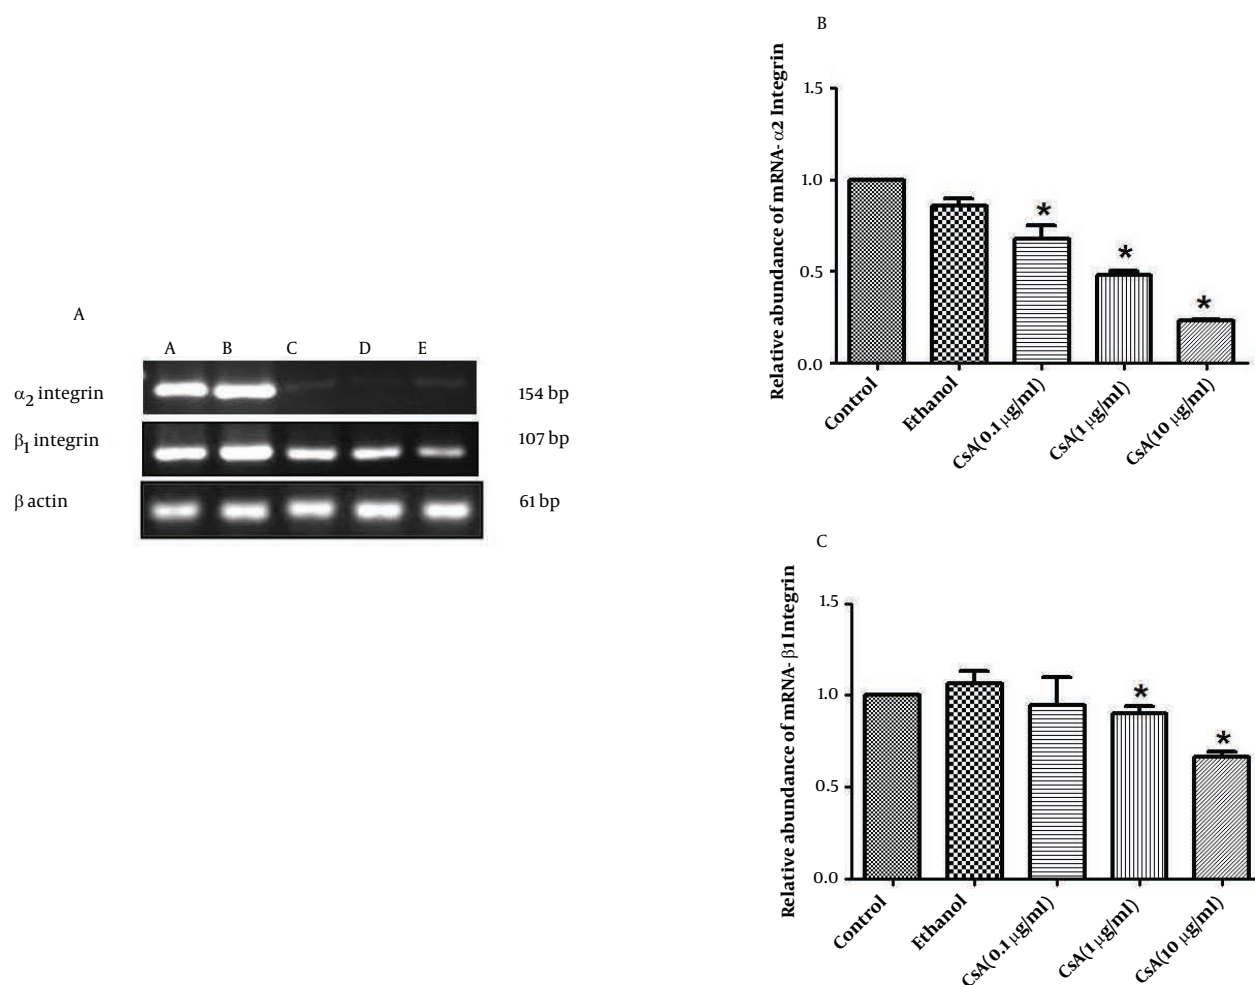 A
A B C D E
α2 integrin 154 bp
β1 integrin 107 bp
β actin 61 bp
B
Relative abundance of mRNA- α2 Integrin
1.5
1.0
0.5
0.0
*
*
*
Control
Ethanol
CsA(0.1 μg/ml)
CsA(1 μg/ml)
CsA(10 μg/ml)
C
Relative abundance of mRNA- β1 Integrin
1.5
1.0
0.5
0.0
*
*
Control
Ethanol
CsA(0.1 μg/ml)
CsA(1 μg/ml)
CsA(10 μg/ml)